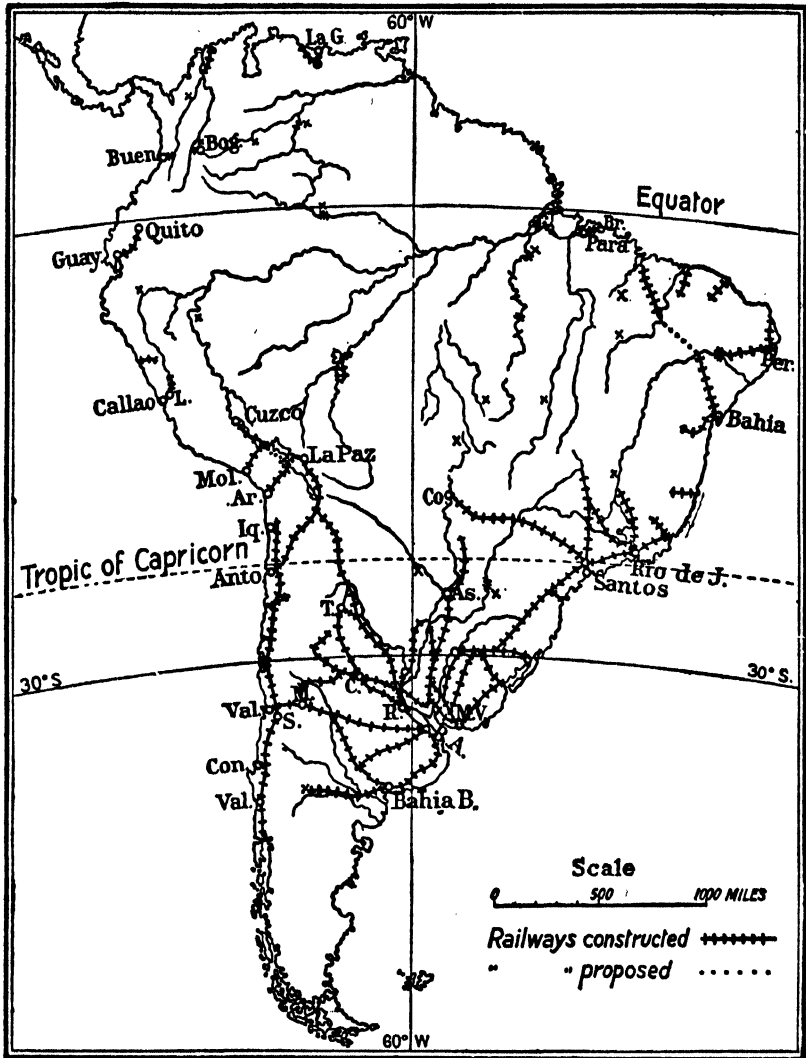 60° W
La G
Buen.
Bog.
Equator
Quito
Br.
Para
Guay.
Per.
Callao
L.
Cuzco
Bahia
La Paz
Mol.
Ar.
Co.
Iq.
Tropic of Capricorn
Anto.
Rio de J.
Santos
As.
T.
30° S
30° S.
C.
M.
Val.
S.
R.
M.V.
A.
Con.
Val.
Bahia B.
Scale
0 500 1000 MILES
Railways constructed
" " proposed
60° W